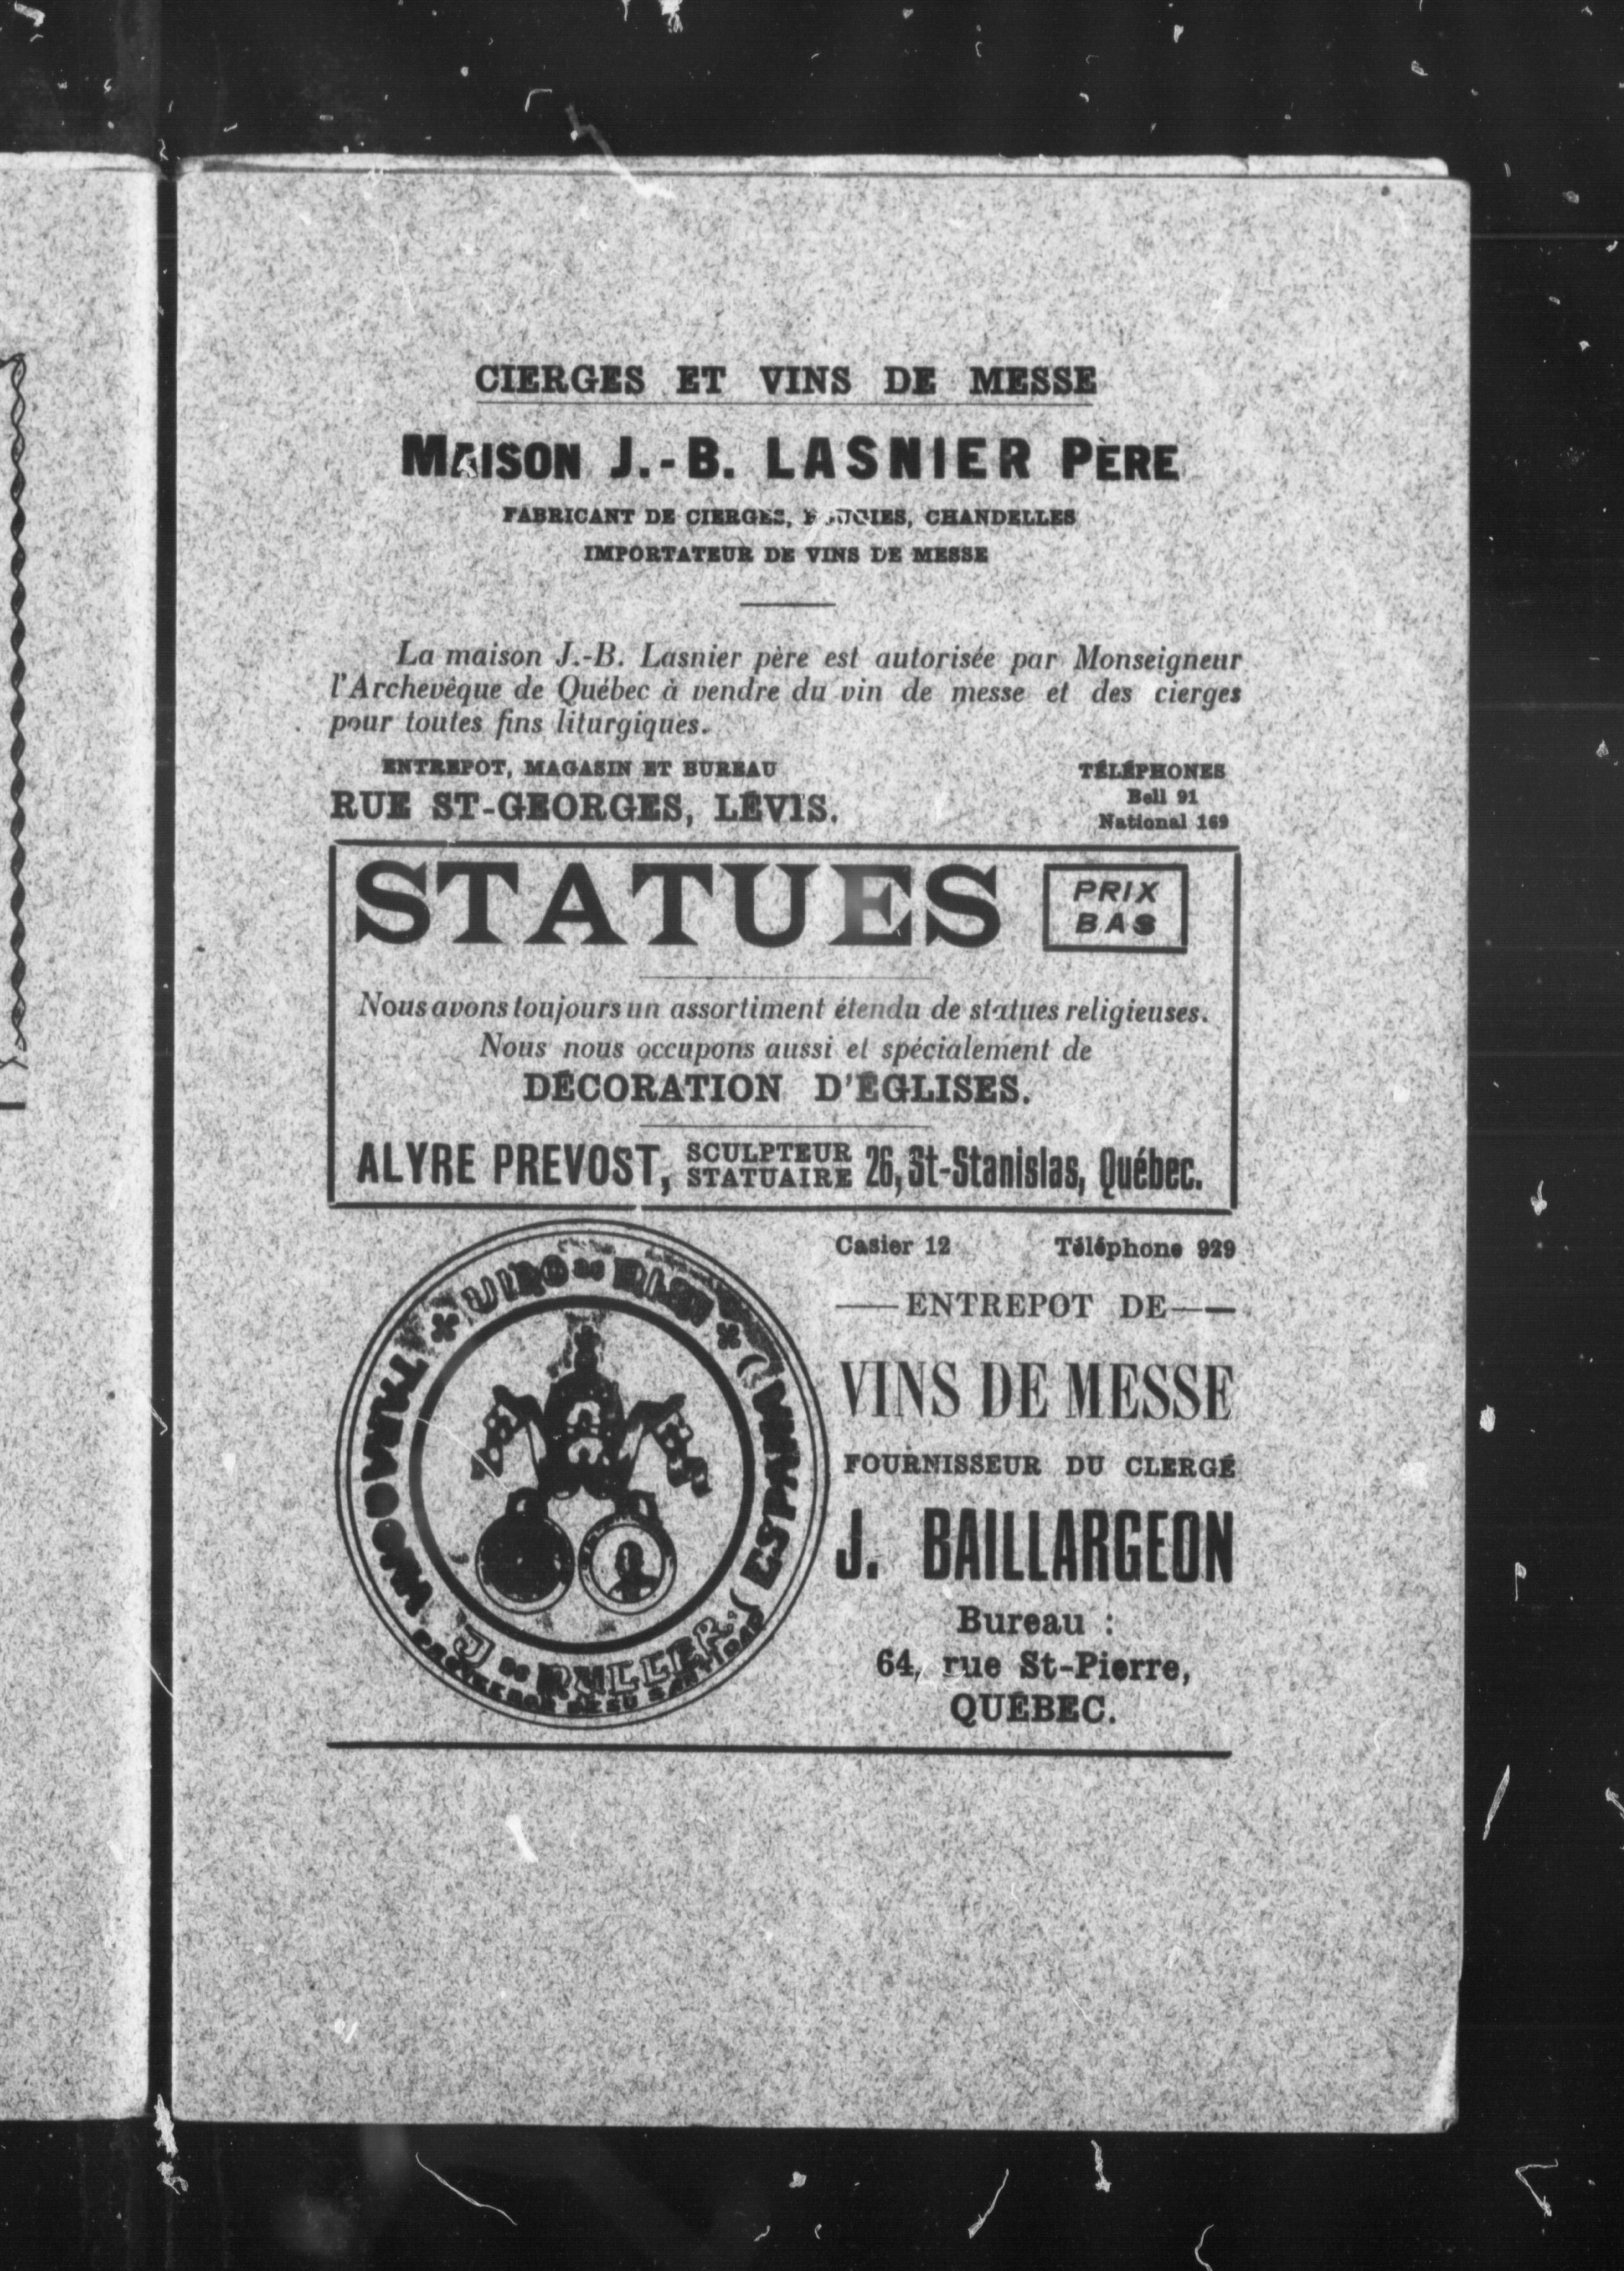 CIERGES ET VINS DE MESSE
MAISON J.-B. LASNIER PÈRE
FABRICANT DE CIERGES, BOUGIES, CHANDELLES
IMPORTATEUR DE VINS DE MESSE
La maison J.-B. Lasnier père est autorisée par Monseigneur
l'Archevêque de Québec à vendre du vin de messe et des cierges
pour toutes fins liturgiques.
ENTREPOT, MAGASIN ET BUREAU
RUE ST-GEORGES, LÉVIS.
TÉLÉPHONES
Bell 91
National 169
STATUES
PRIX
BAS
Nous avons toujours un assortiment étendu de statues religieuses.
Nous nous occupons aussi et spécialement de
DÉCORATION D'ÉGLISES.
ALYRE PREVOST, SCULPTEUR STATUAIRE 26, St-Stanislas, Québec.
J DE MULLER
ESPAÑA
Casier 12 Téléphone 929
ENTREPOT DE
VINS DE MESSE
FOURNISSEUR DU CLERGÉ
J. BAILLARGEON
Bureau :
64, rue St-Pierre,
QUÉBEC.